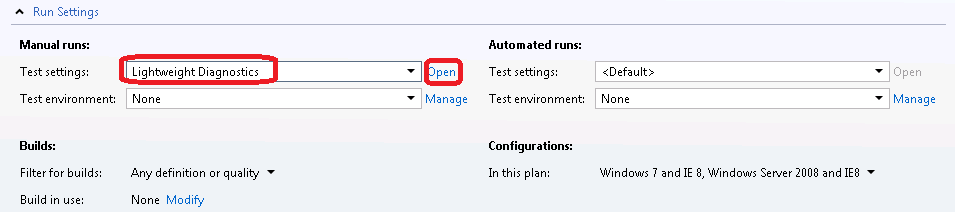 Run Settings
Manual runs:
Test settings: Lightweight Diagnostics Open
Test environment: None Manage
Automated runs:
Test settings: <Default> Open
Test environment: None Manage
Builds:
Filter for builds: Any definition or quality
Build in use: None Modify
Configurations:
In this plan: Windows 7 and IE 8, Windows Server 2008 and IE8